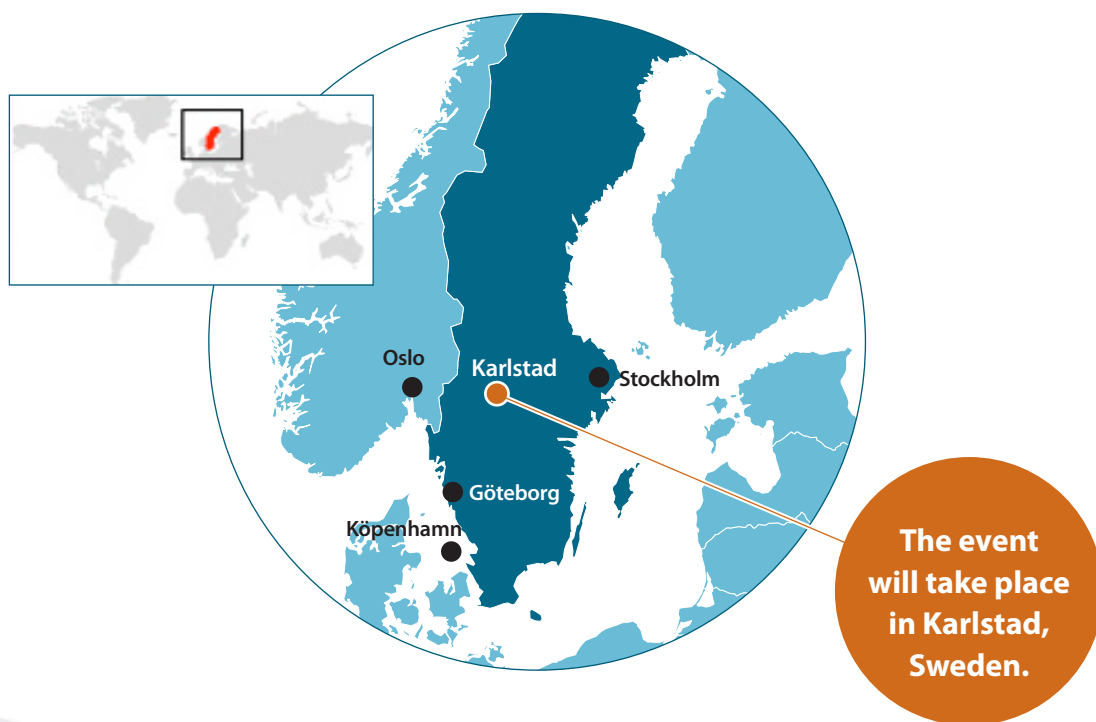 Oslo
Karlstad
Stockholm
Göteborg
Köpenhamn
The event
will take place
in Karlstad,
Sweden.